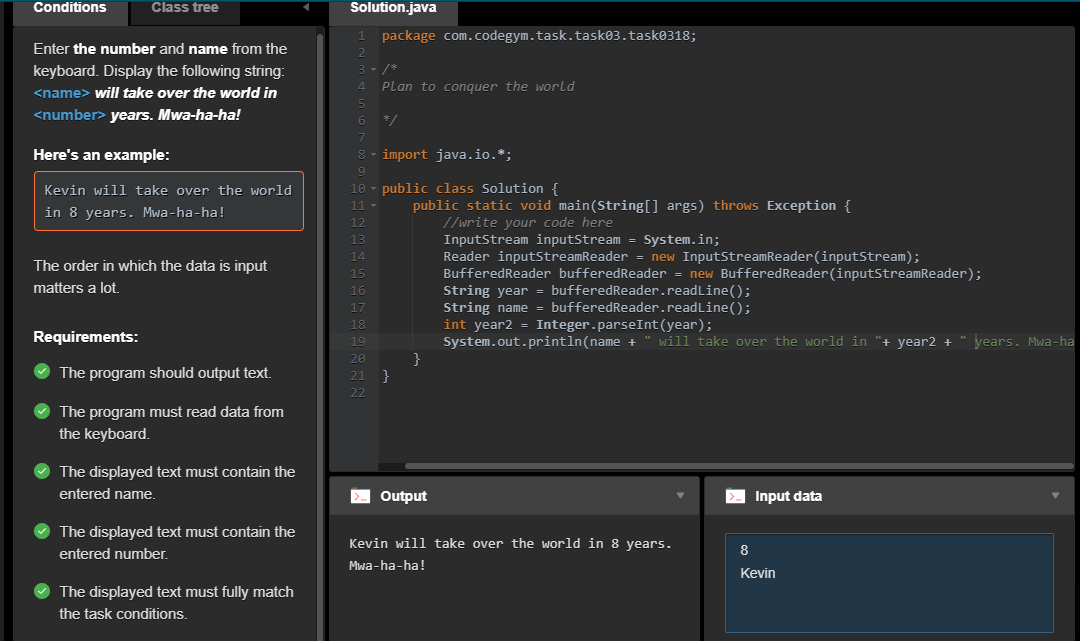 Conditions
Class tree
Enter the number and name from the
keyboard. Display the following string:
<name> will take over the world in
<number> years. Mwa-ha-ha!
Here's an example:
Kevin will take over the world
in 8 years. Mwa-ha-ha!
The order in which the data is input
matters a lot.
Requirements:
The program should output text.
The program must read data from
the keyboard.
The displayed text must contain the
entered name.
The displayed text must contain the
entered number.
The displayed text must fully match
the task conditions.
Solution.java
1 package com.codegym.task.task03.task0318;
2
3 /*
4 Plan to conquer the world
5
6 */
7
8 import java.io.*;
9
10 public class Solution {
11 public static void main(String[] args) throws Exception {
12 //write your code here
13 InputStream inputStream = System.in;
14 Reader inputStreamReader = new InputStreamReader(inputStream);
15 BufferedReader bufferedReader = new BufferedReader(inputStreamReader);
16 String year = bufferedReader.readLine();
17 String name = bufferedReader.readLine();
18 int year2 = Integer.parseInt(year);
19 System.out.println(name + " will take over the world in "+ year2 + " years. Mwa-ha
20 }
21 }
22
>_ Output
Kevin will take over the world in 8 years.
Mwa-ha-ha!
>_ Input data
8
Kevin